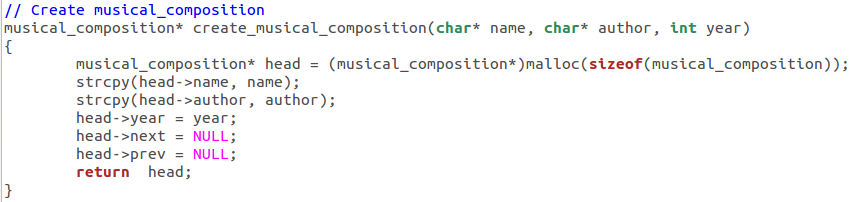 // Create musical_composition
musical_composition* create_musical_composition(char* name, char* author, int year)
{
        musical_composition* head = (musical_composition*)malloc(sizeof(musical_composition));
        strcpy(head->name, name);
        strcpy(head->author, author);
        head->year = year;
        head->next = NULL;
        head->prev = NULL;
        return  head;
}